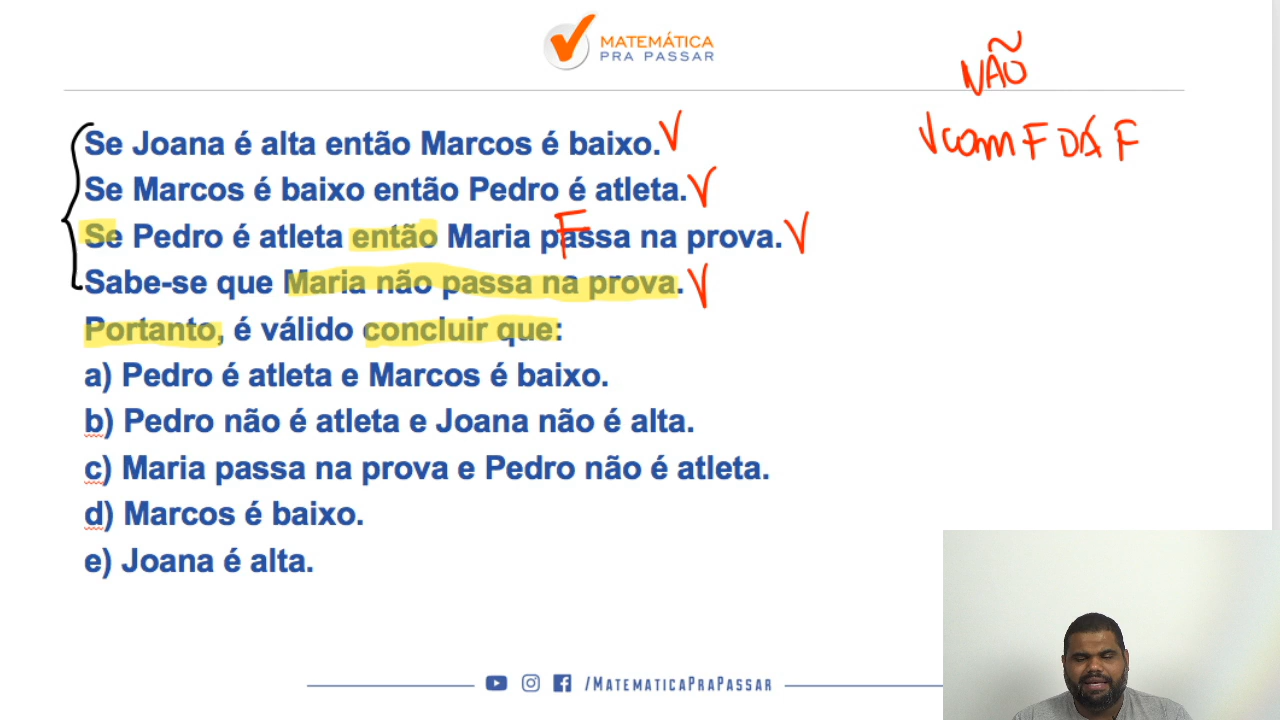 MATEMÁTICA
PRA PASSAR
NÃO
V com F DÁ F
Se Joana é alta então Marcos é baixo. V
Se Marcos é baixo então Pedro é atleta. V
F
Se Pedro é atleta então Maria passa na prova. V
Sabe-se que Maria não passa na prova. V
Portanto, é válido concluir que:
a) Pedro é atleta e Marcos é baixo.
b) Pedro não é atleta e Joana não é alta.
c) Maria passa na prova e Pedro não é atleta.
d) Marcos é baixo.
e) Joana é alta.
/MATEMATICAPRAPASSAR